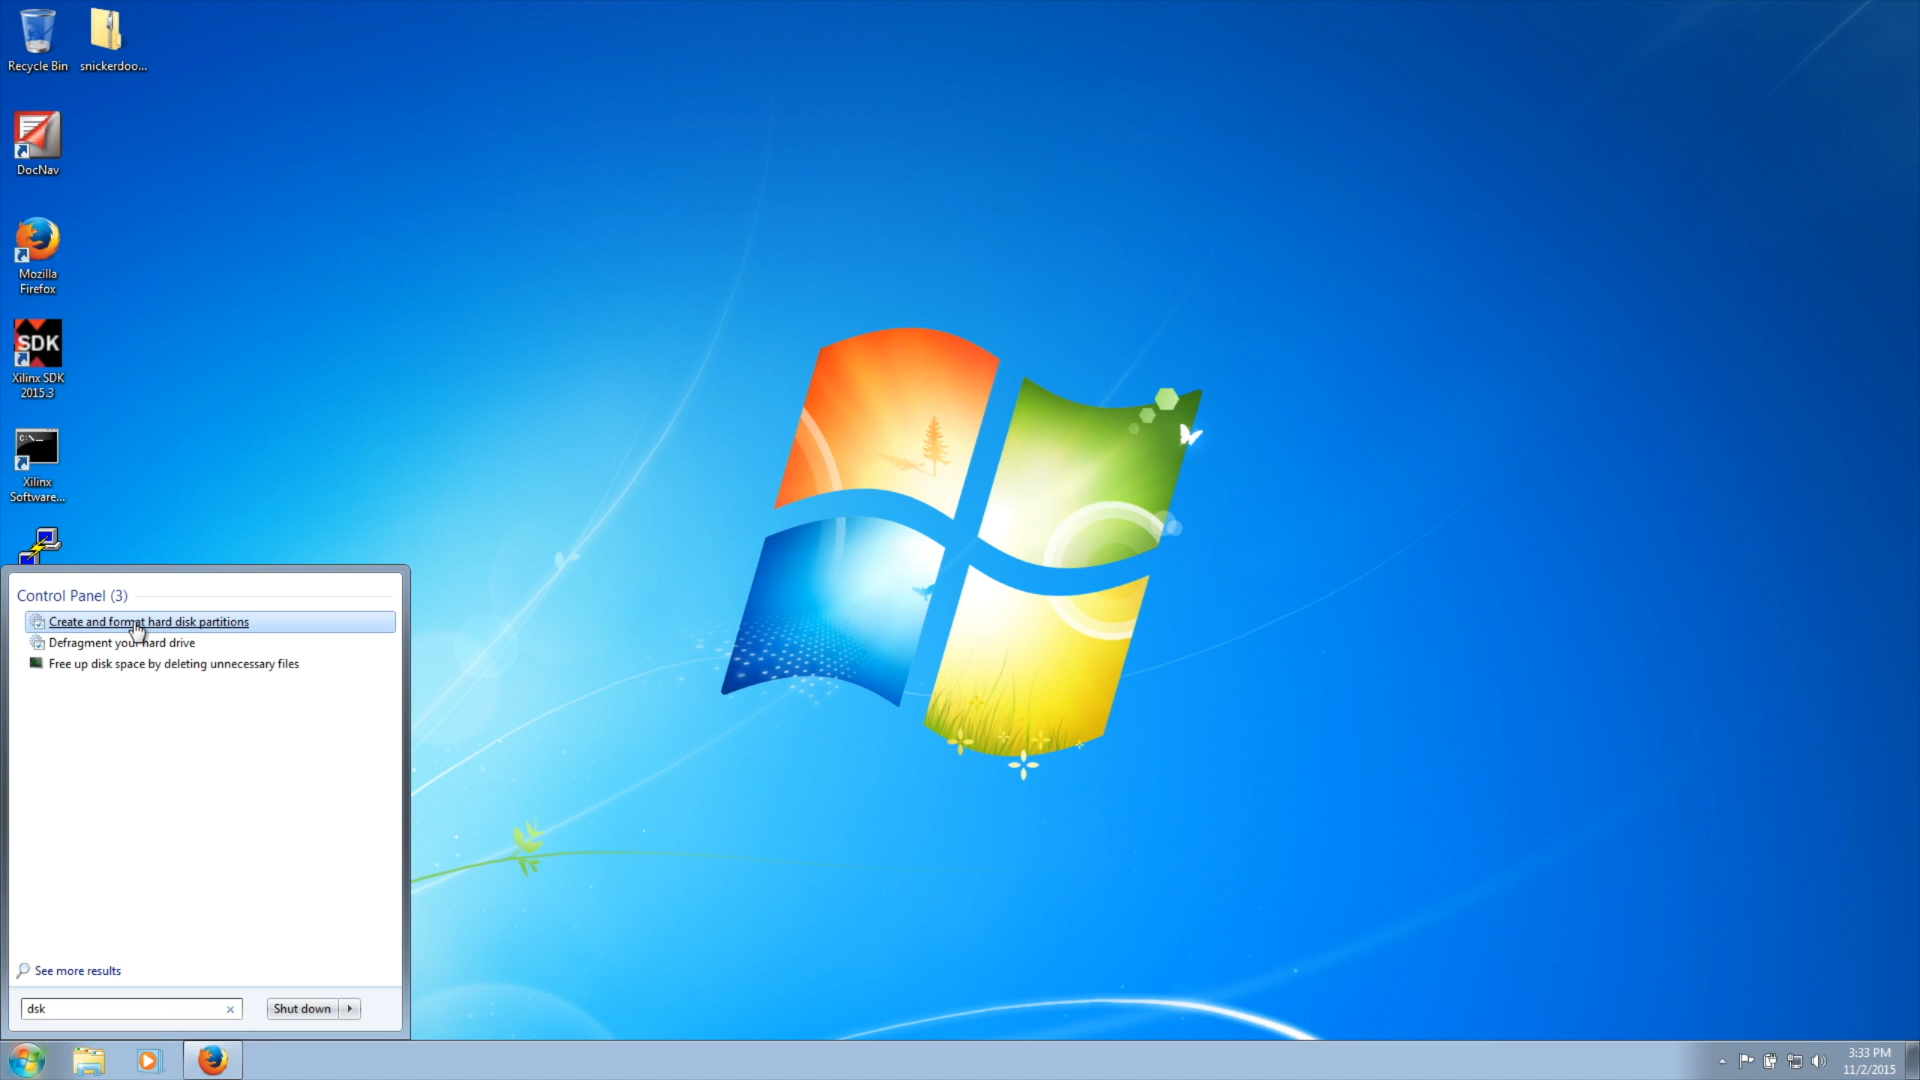 Recycle Bin
snickerdoo...
DocNav
Mozilla
Firefox
SDK
Xilinx SDK
2015.3
C:\_
Xilinx
Software...
Control Panel (3)
Create and format hard disk partitions
Defragment your hard drive
Free up disk space by deleting unnecessary files
See more results
dsk
Shut down
3:33 PM
11/2/2015